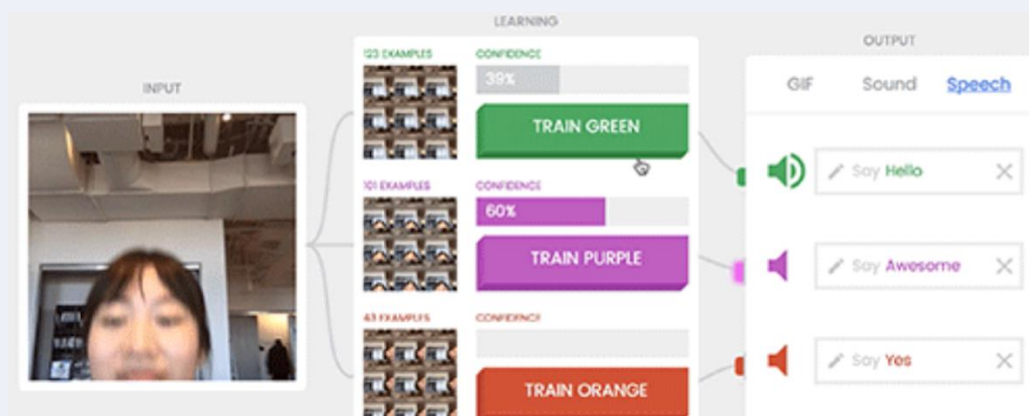 LEARNING
OUTPUT
INPUT
123 EXAMPLES
CONFIDENCE
39%
TRAIN GREEN
101 EXAMPLES
CONFIDENCE
60%
TRAIN PURPLE
43 EXAMPLES
CONFIDENCE
TRAIN ORANGE
GIF Sound Speech
Say Hello
Say Awesome
Say Yes